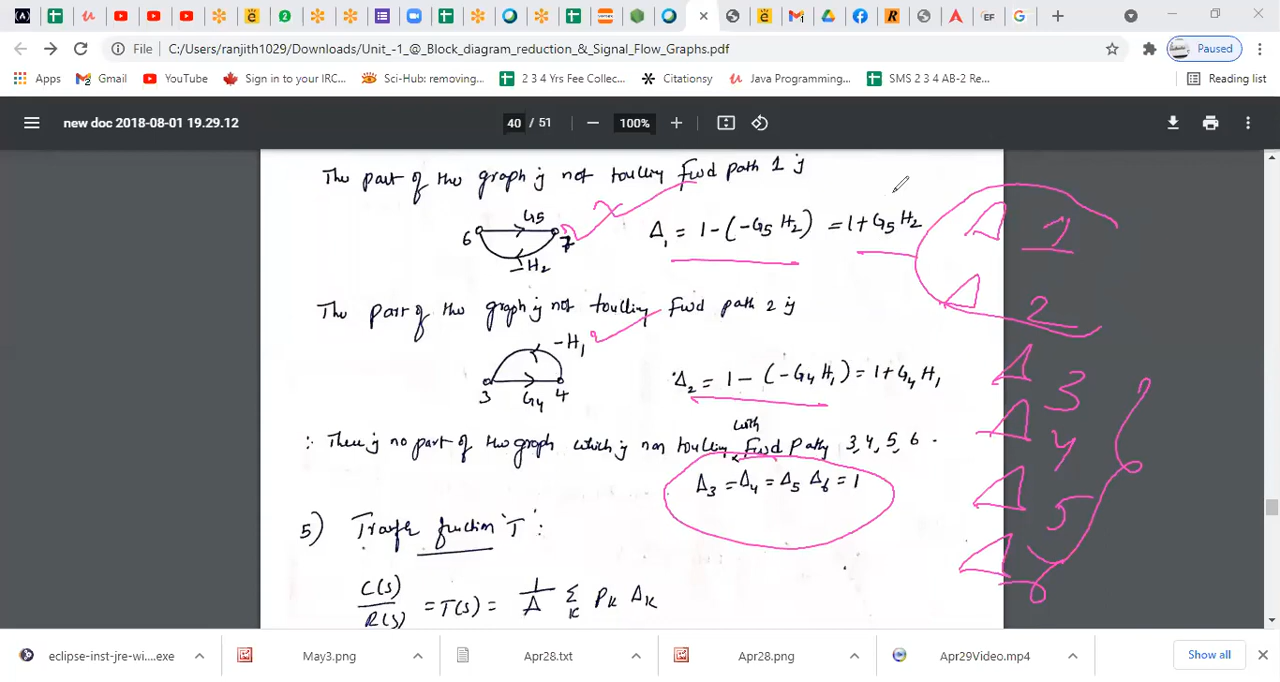 File C:/Users/ranjith1029/Downloads/Unit_-1_@_Block_diagram_reduction_&_Signal_Flow_Graphs.pdf Paused
Apps Gmail YouTube Sign in to your IRC... Sci-Hub: removing... 2 3 4 Yrs Fee Collec... Citationsy Java Programming... SMS 2 3 4 AB-2 Re... Reading list
new doc 2018-08-01 19.29.12 40 / 51 100%
The part of the graph is not touching Fwd path 1 is
G5
6 7
-H2
Δ1 = 1-(-G5 H2) = 1+G5 H2
Δ 1
Δ 2
The part of the graph is not touching Fwd path 2 is
-H1
3 G4 4
Δ2 = 1-(-G4 H1) = 1+G4 H1
Δ 3
Δ 4
Δ 5
Δ
with
∴ There is no part of the graph which is non touching Fwd Paths 3, 4, 5, 6 .
Δ3 = Δ4 = Δ5 Δ6 = 1
5) Transfer function 'T' :
C(s)/R(s) = T(s) = 1/Δ Σ K PK ΔK
eclipse-inst-jre-wi....exe May3.png Apr28.txt Apr28.png Apr29Video.mp4 Show all